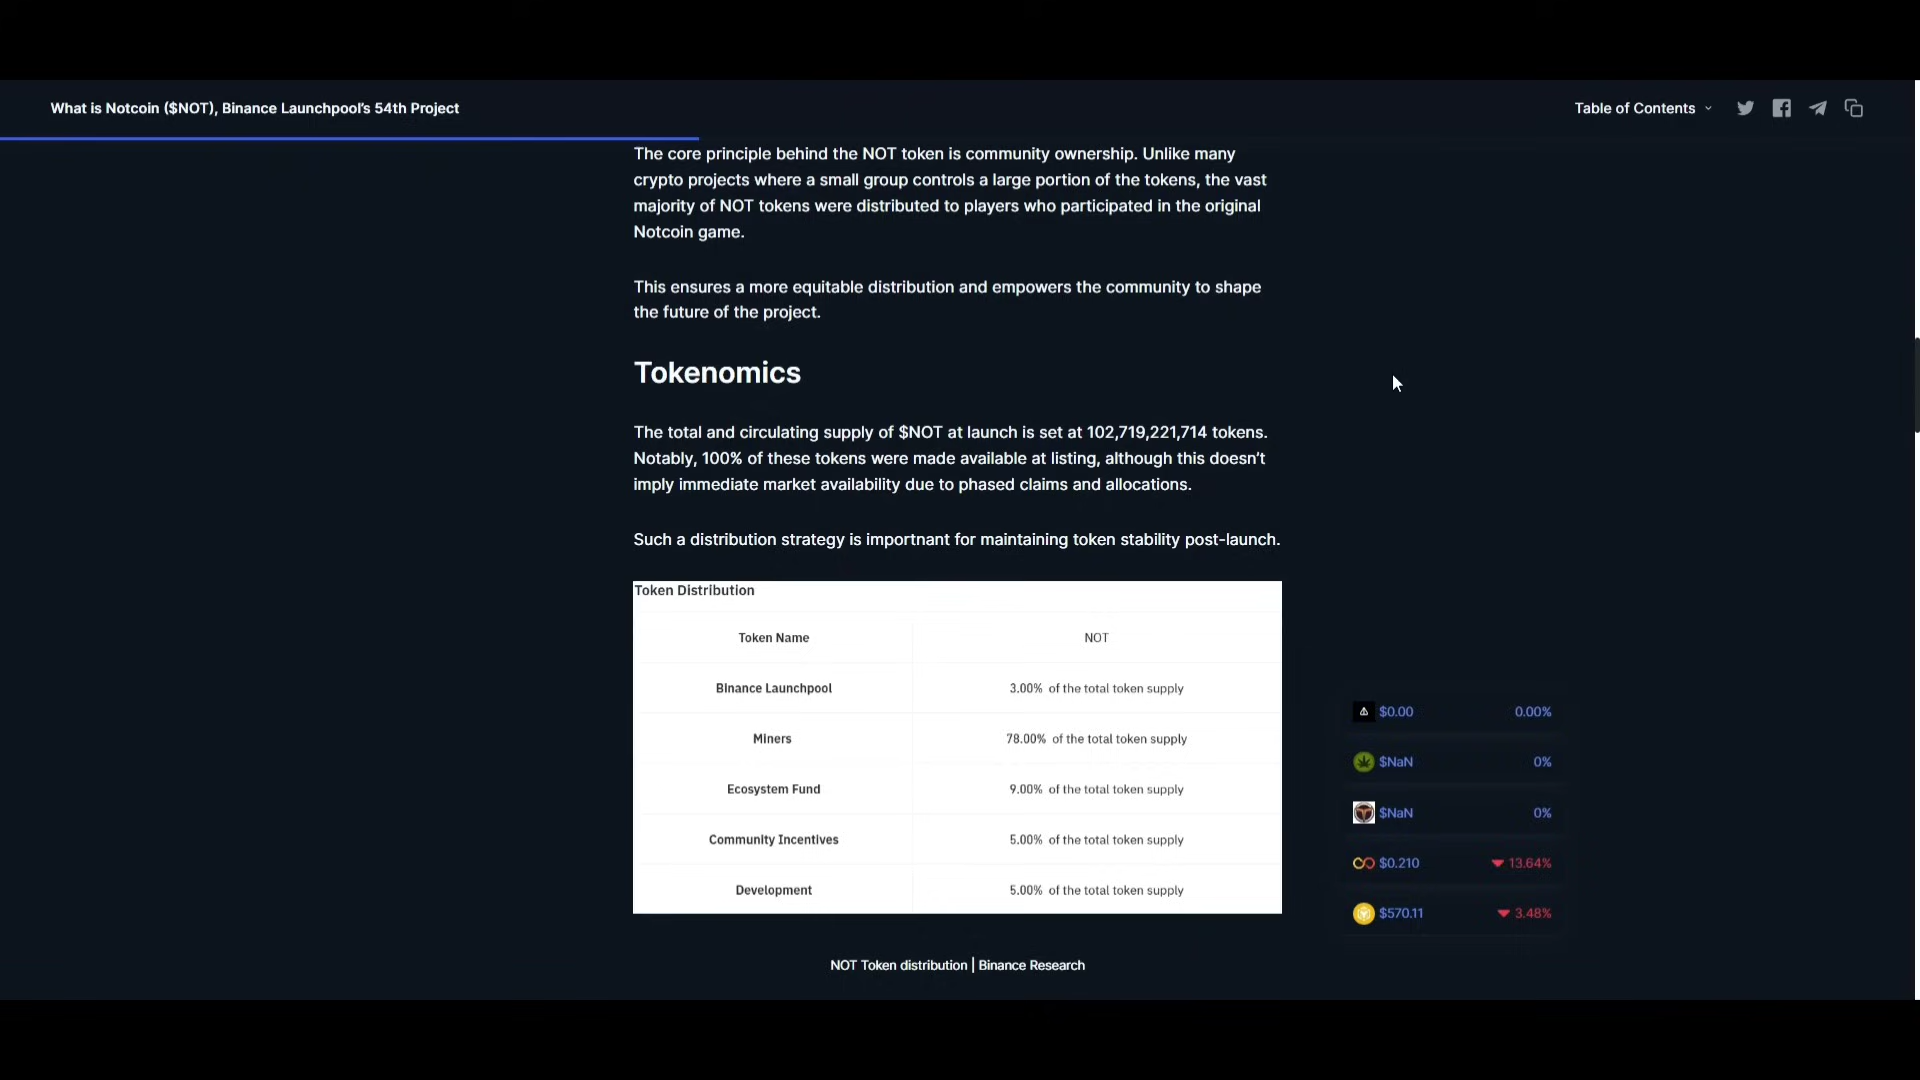 What is Notcoin ($NOT), Binance Launchpool's 54th Project
Table of Contents
The core principle behind the NOT token is community ownership. Unlike many
crypto projects where a small group controls a large portion of the tokens, the vast
majority of NOT tokens were distributed to players who participated in the original
Notcoin game.
This ensures a more equitable distribution and empowers the community to shape
the future of the project.
Tokenomics
The total and circulating supply of $NOT at launch is set at 102,719,221,714 tokens.
Notably, 100% of these tokens were made available at listing, although this doesn't
imply immediate market availability due to phased claims and allocations.
Such a distribution strategy is importnant for maintaining token stability post-launch.
Token Distribution
Token Name NOT
Binance Launchpool 3.00% of the total token supply
Miners 78.00% of the total token supply
Ecosystem Fund 9.00% of the total token supply
Community Incentives 5.00% of the total token supply
Development 5.00% of the total token supply
NOT Token distribution | Binance Research
$0.00 0.00%
$NaN 0%
$NaN 0%
$0.210 13.64%
$570.11 3.48%